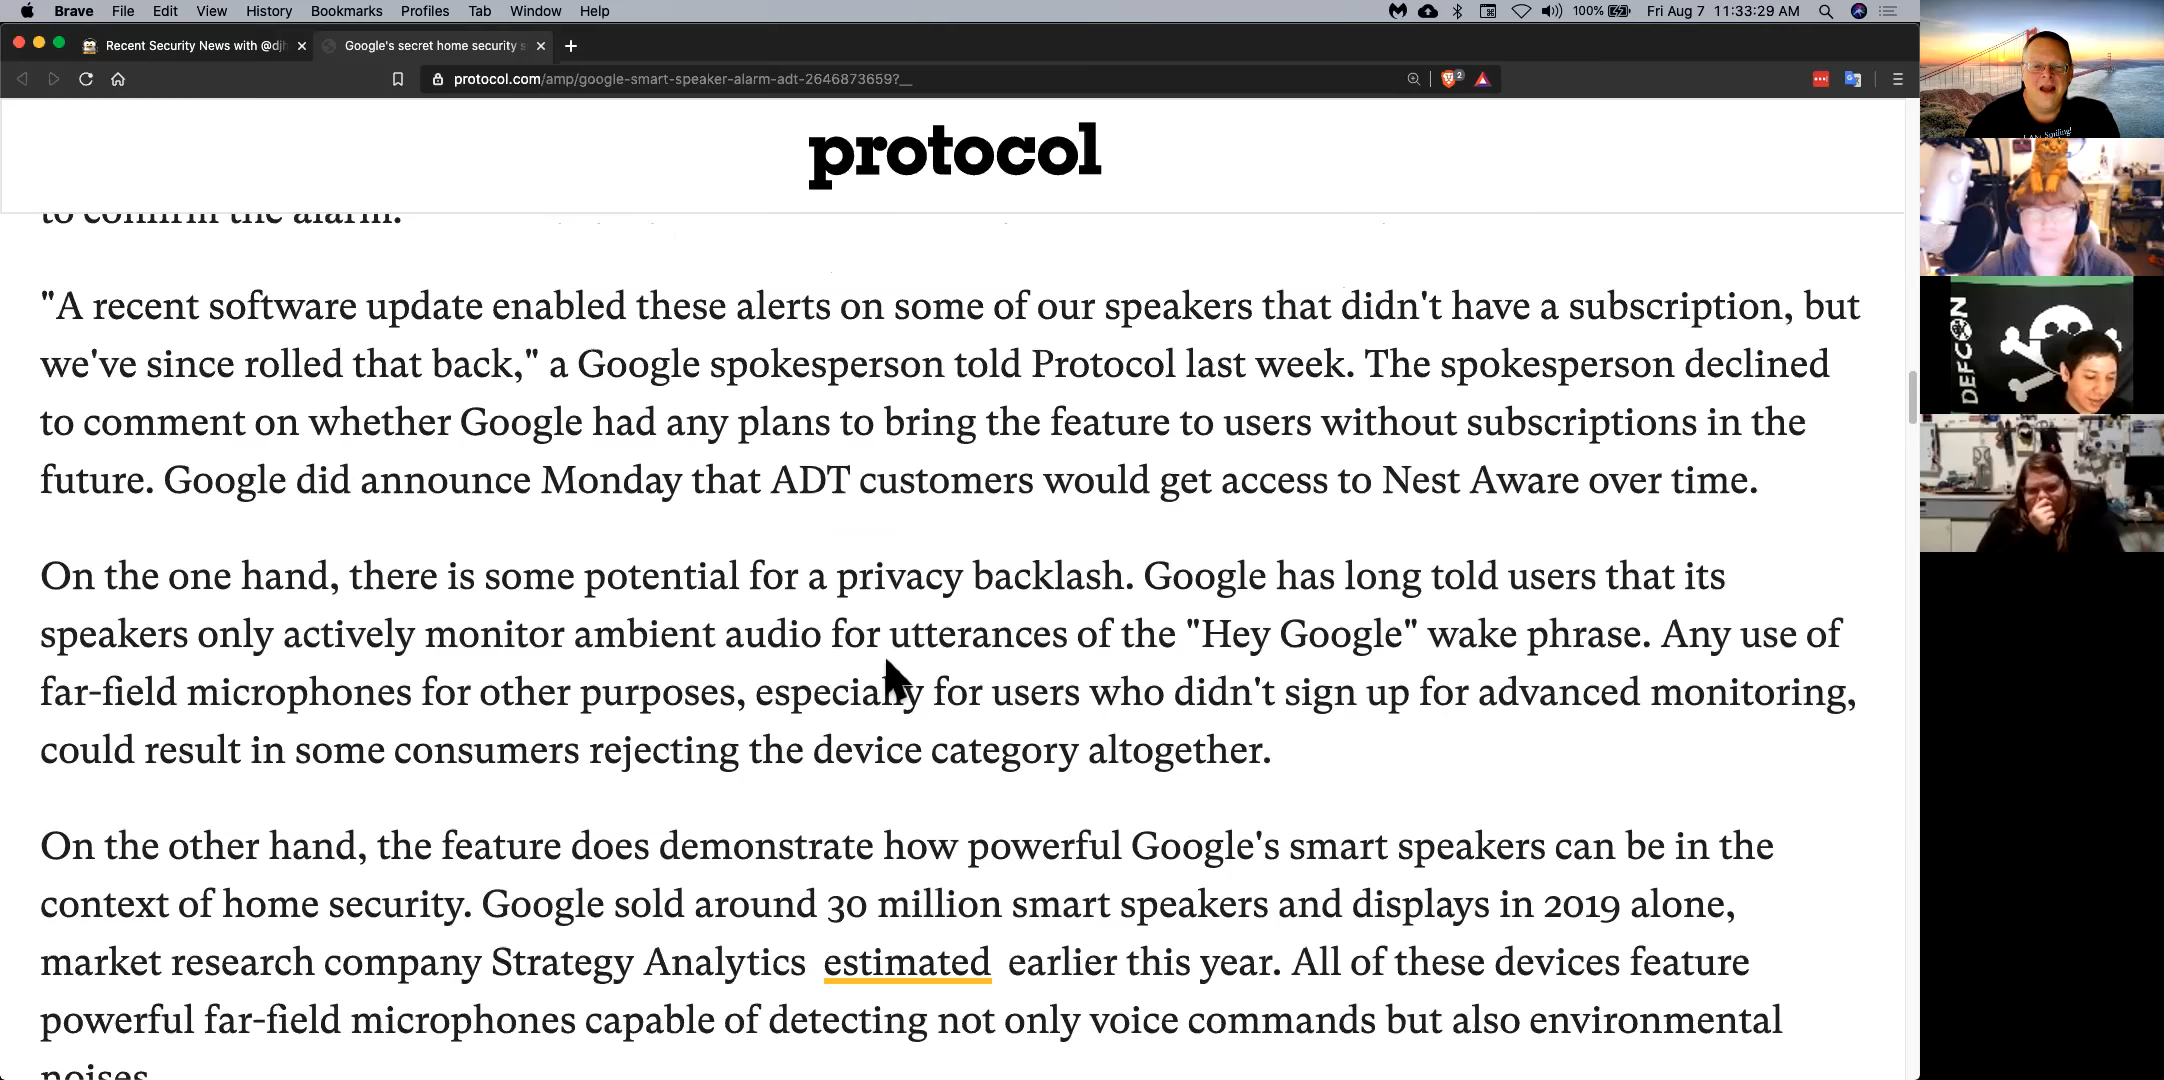 Brave File Edit View History Bookmarks Profiles Tab Window Help 100% Fri Aug 7 11:33:29 AM
Recent Security News with @djh Google's secret home security s
protocol.com/amp/google-smart-speaker-alarm-adt-2646873659?__ 2
protocol
to confirm the alarm.
"A recent software update enabled these alerts on some of our speakers that didn't have a subscription, but
we've since rolled that back," a Google spokesperson told Protocol last week. The spokesperson declined
to comment on whether Google had any plans to bring the feature to users without subscriptions in the
future. Google did announce Monday that ADT customers would get access to Nest Aware over time.
On the one hand, there is some potential for a privacy backlash. Google has long told users that its
speakers only actively monitor ambient audio for utterances of the "Hey Google" wake phrase. Any use of
far-field microphones for other purposes, especially for users who didn't sign up for advanced monitoring,
could result in some consumers rejecting the device category altogether.
On the other hand, the feature does demonstrate how powerful Google's smart speakers can be in the
context of home security. Google sold around 30 million smart speakers and displays in 2019 alone,
market research company Strategy Analytics estimated earlier this year. All of these devices feature
powerful far-field microphones capable of detecting not only voice commands but also environmental
noises
I AM Smiling!
DEFCON